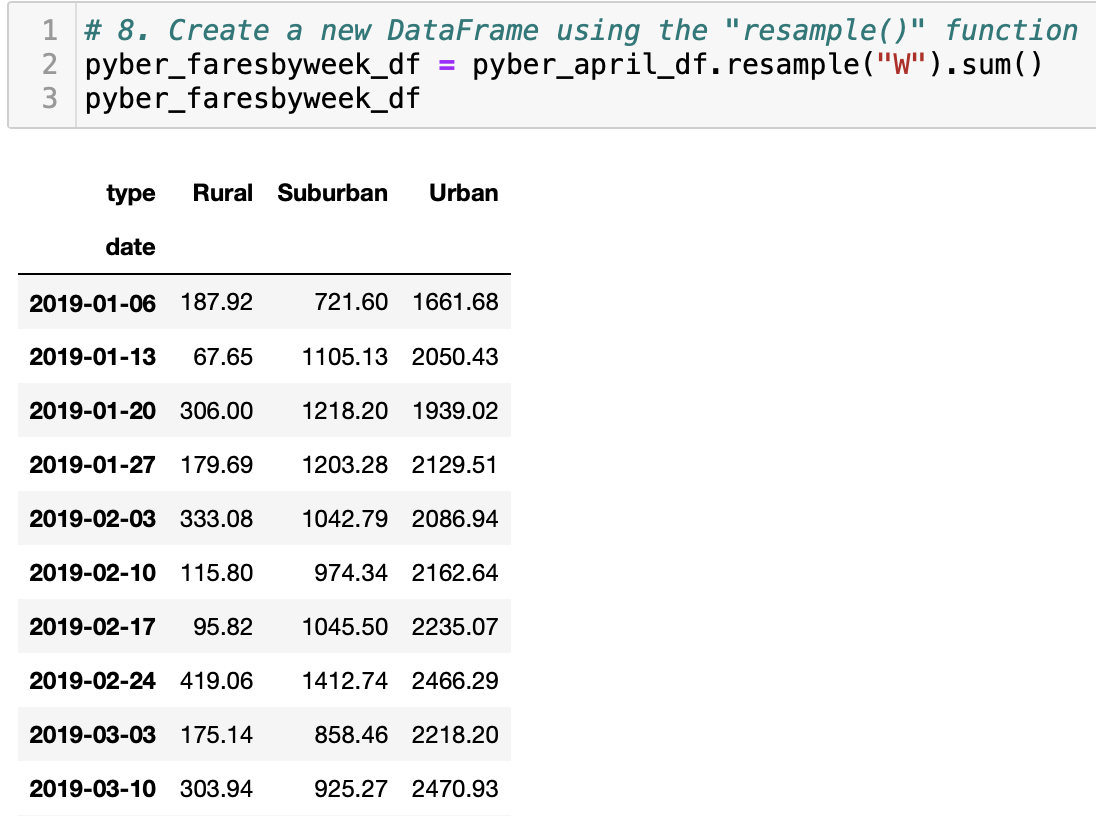 1 # 8. Create a new DataFrame using the "resample()" function
2 pyber_faresbyweek_df = pyber_april_df.resample("W").sum()
3 pyber_faresbyweek_df
type Rural Suburban Urban
date
2019-01-06 187.92 721.60 1661.68
2019-01-13 67.65 1105.13 2050.43
2019-01-20 306.00 1218.20 1939.02
2019-01-27 179.69 1203.28 2129.51
2019-02-03 333.08 1042.79 2086.94
2019-02-10 115.80 974.34 2162.64
2019-02-17 95.82 1045.50 2235.07
2019-02-24 419.06 1412.74 2466.29
2019-03-03 175.14 858.46 2218.20
2019-03-10 303.94 925.27 2470.93